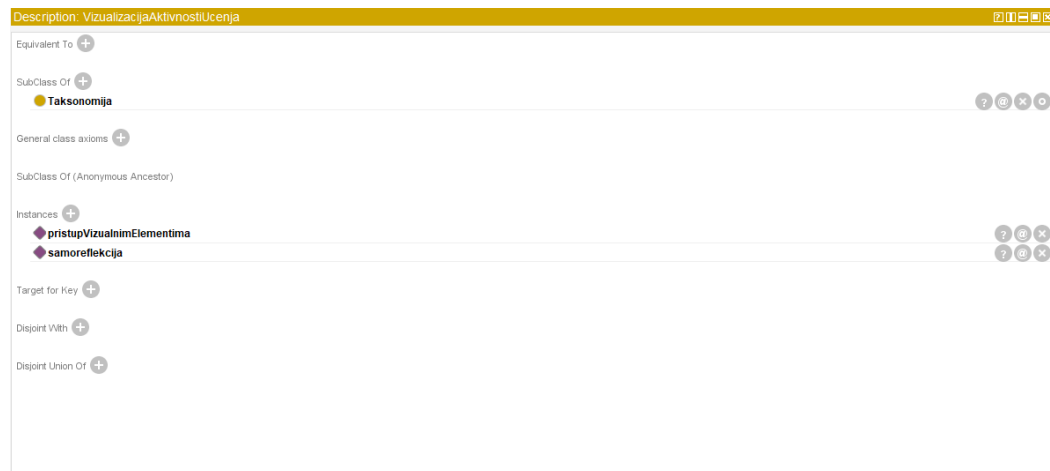 Description: VizualizacijaAktivnostiUcenja
Equivalent To
SubClass Of
Taksonomija
General class axioms
SubClass Of (Anonymous Ancestor)
Instances
pristupVizualnimElementima
samoreflekcija
Target for Key
Disjoint With
Disjoint Union Of